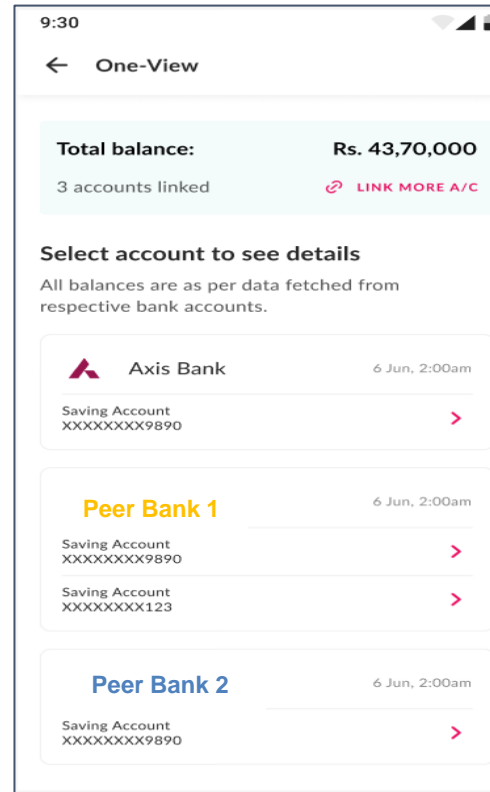 9:30
One-View
Total balance: Rs. 43,70,000
3 accounts linked LINK MORE A/C
Select account to see details
All balances are as per data fetched from
respective bank accounts.
Axis Bank 6 Jun, 2:00am
Saving Account
XXXXXXXX9890
Peer Bank 1 6 Jun, 2:00am
Saving Account
XXXXXXXX9890
Saving Account
XXXXXXXX123
Peer Bank 2 6 Jun, 2:00am
Saving Account
XXXXXXXX9890